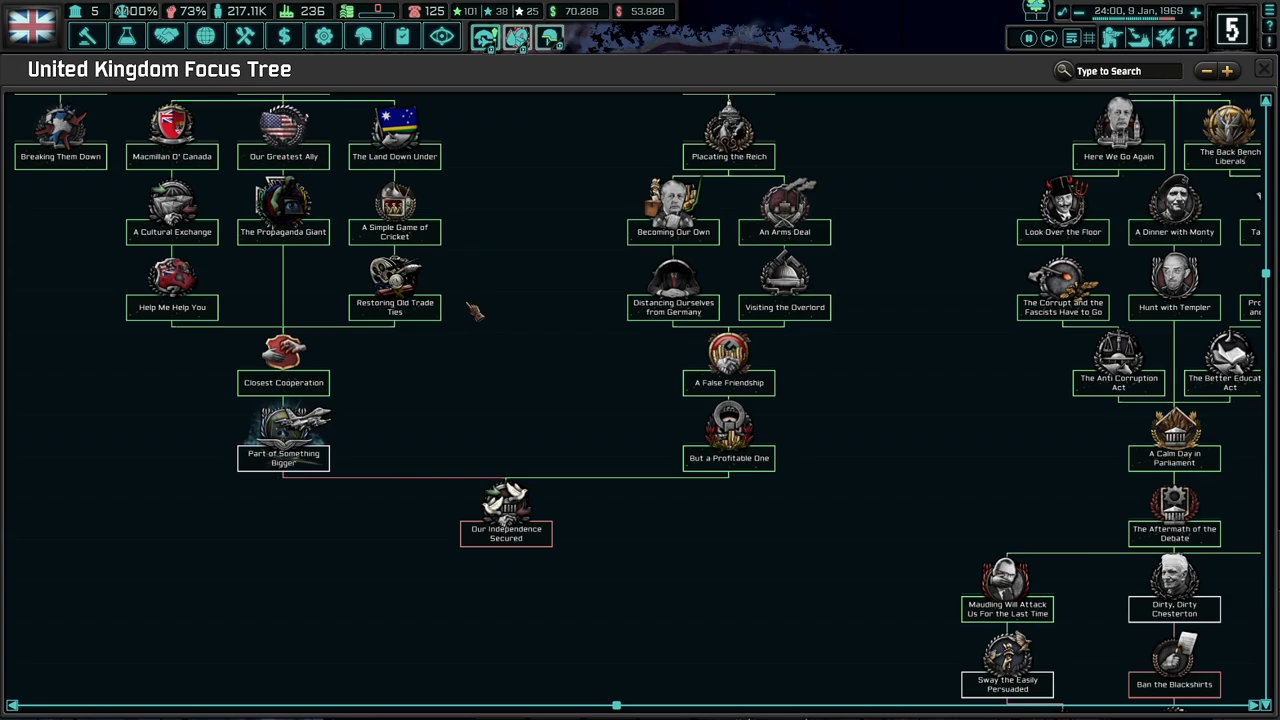 5
100%
73%
217.11K
236
125
101
38
25
$ 70.28B
$ 53.82B
24:00, 9 Jan, 1969
5
United Kingdom Focus Tree
Type to Search
Breaking Them Down
Macmillan O' Canada
Our Greatest Ally
The Land Down Under
Placating the Reich
Here We Go Again
The Back Bench
Liberals
A Cultural Exchange
The Propaganda Giant
A Simple Game of
Cricket
Becoming Our Own
An Arms Deal
Look Over the Floor
A Dinner with Monty
Help Me Help You
Restoring Old Trade
Ties
Distancing Ourselves
from Germany
Visiting the Overlord
The Corrupt and the
Fascists Have to Go
Hunt with Templer
Closest Cooperation
A False Friendship
The Anti Corruption
Act
The Better Educat
Act
Part of Something
Bigger
But a Profitable One
A Calm Day in
Parliament
Our Independence
Secured
The Aftermath of the
Debate
Maudling Will Attack
Us For the Last Time
Dirty, Dirty
Chesterton
Sway the Easily
Persuaded
Ban the Blackshirts